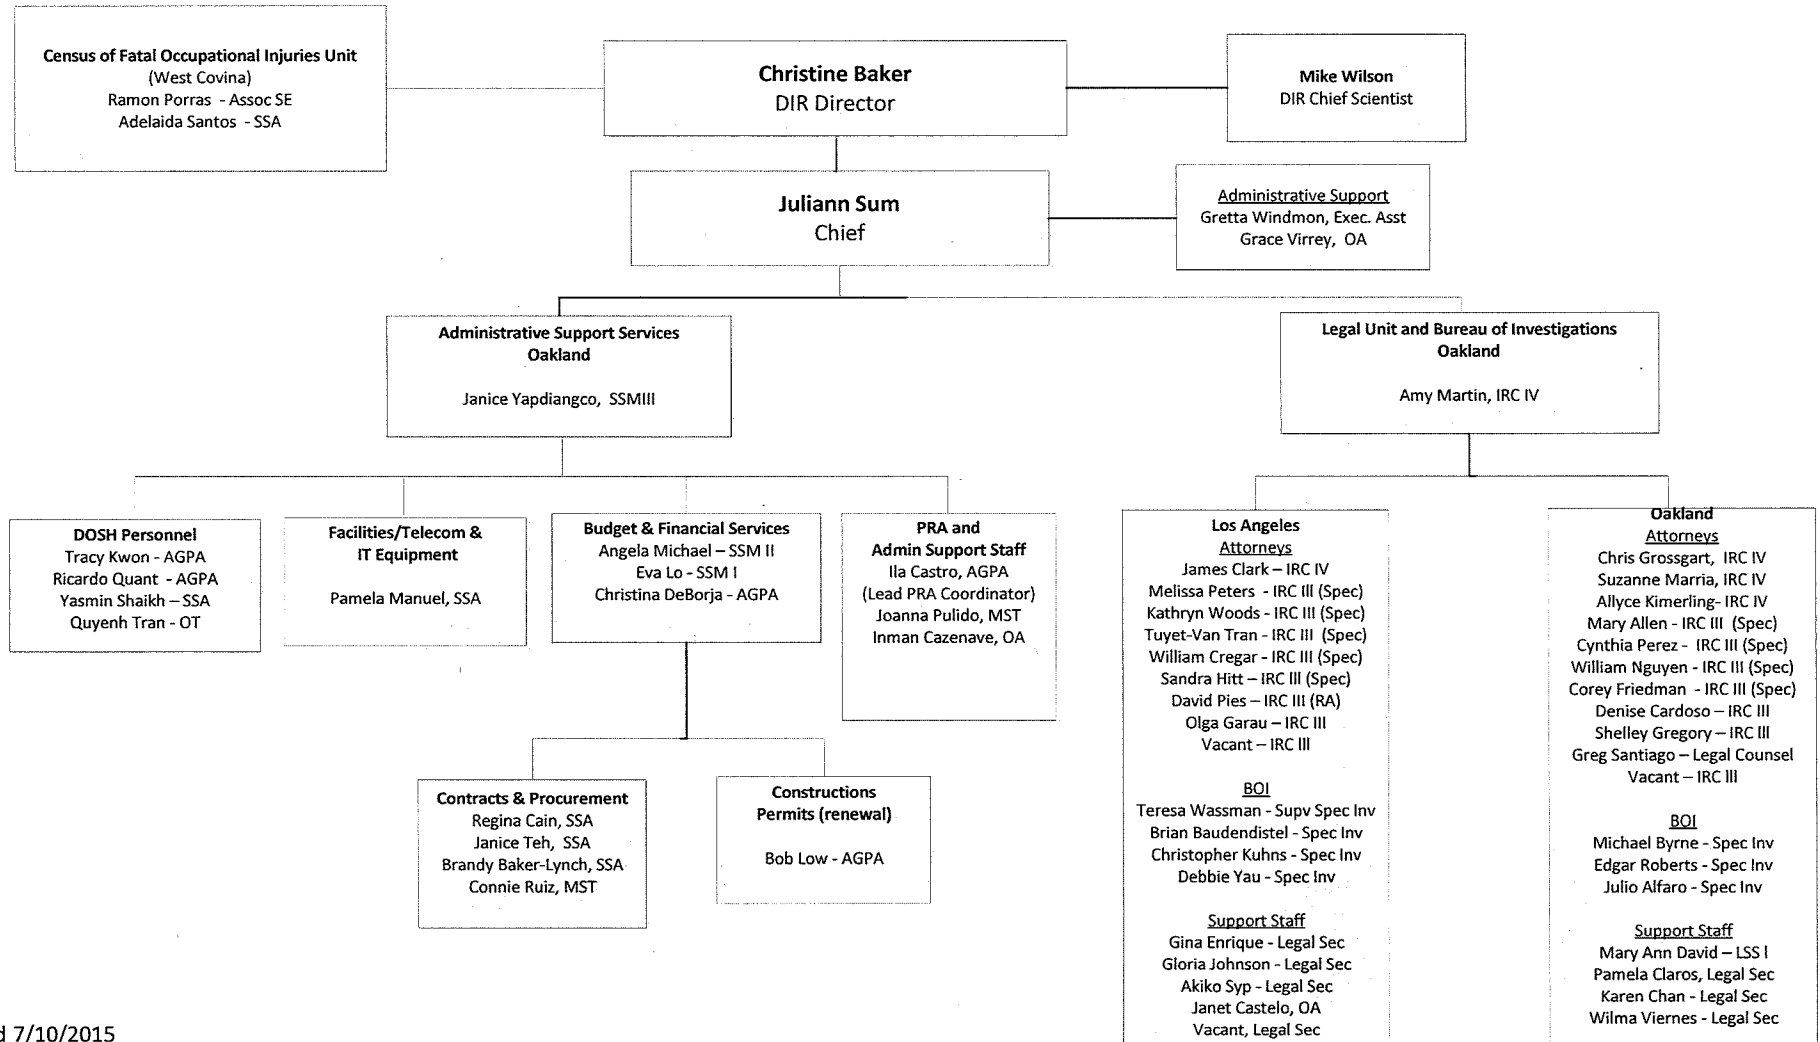 Census of Fatal Occupational Injuries Unit
(West Covina)
Ramon Porras - Assoc SE
Adelaida Santos - SSA
Christine Baker
DIR Director
Mike Wilson
DIR Chief Scientist
Juliann Sum
Chief
Administrative Support
Gretta Windmon, Exec. Asst
Grace Virrey, OA
Administrative Support Services
Oakland
Janice Yapdiangco, SSMIII
Legal Unit and Bureau of Investigations
Oakland
Amy Martin, IRC IV
DOSH Personnel
Tracy Kwon - AGPA
Ricardo Quant - AGPA
Yasmin Shaikh – SSA
Quyenh Tran - OT
Facilities/Telecom &
IT Equipment
Pamela Manuel, SSA
Budget & Financial Services
Angela Michael – SSM II
Eva Lo - SSM I
Christina DeBorja - AGPA
PRA and
Admin Support Staff
Ila Castro, AGPA
(Lead PRA Coordinator)
Joanna Pulido, MST
Inman Cazenave, OA
Contracts & Procurement
Regina Cain, SSA
Janice Teh, SSA
Brandy Baker-Lynch, SSA
Connie Ruiz, MST
Constructions
Permits (renewal)
Bob Low - AGPA
Los Angeles
Attorneys
James Clark – IRC IV
Melissa Peters - IRC III (Spec)
Kathryn Woods - IRC III (Spec)
Tuyet-Van Tran - IRC III (Spec)
William Cregar - IRC III (Spec)
Sandra Hitt – IRC III (Spec)
David Pies – IRC III (RA)
Olga Garau – IRC III
Vacant – IRC III
BOI
Teresa Wassman - Supv Spec Inv
Brian Baudendistel - Spec Inv
Christopher Kuhns - Spec Inv
Debbie Yau - Spec Inv
Support Staff
Gina Enrique - Legal Sec
Gloria Johnson - Legal Sec
Akiko Syp - Legal Sec
Janet Castelo, OA
Vacant, Legal Sec
Oakland
Attorneys
Chris Grossgart, IRC IV
Suzanne Marria, IRC IV
Allyce Kimerling- IRC IV
Mary Allen - IRC III (Spec)
Cynthia Perez - IRC III (Spec)
William Nguyen - IRC III (Spec)
Corey Friedman - IRC III (Spec)
Denise Cardoso – IRC III
Shelley Gregory – IRC III
Greg Santiago – Legal Counsel
Vacant – IRC III
BOI
Michael Byrne - Spec Inv
Edgar Roberts - Spec Inv
Julio Alfaro - Spec Inv
Support Staff
Mary Ann David – LSS I
Pamela Claros, Legal Sec
Karen Chan - Legal Sec
Wilma Viernes - Legal Sec
d 7/10/2015